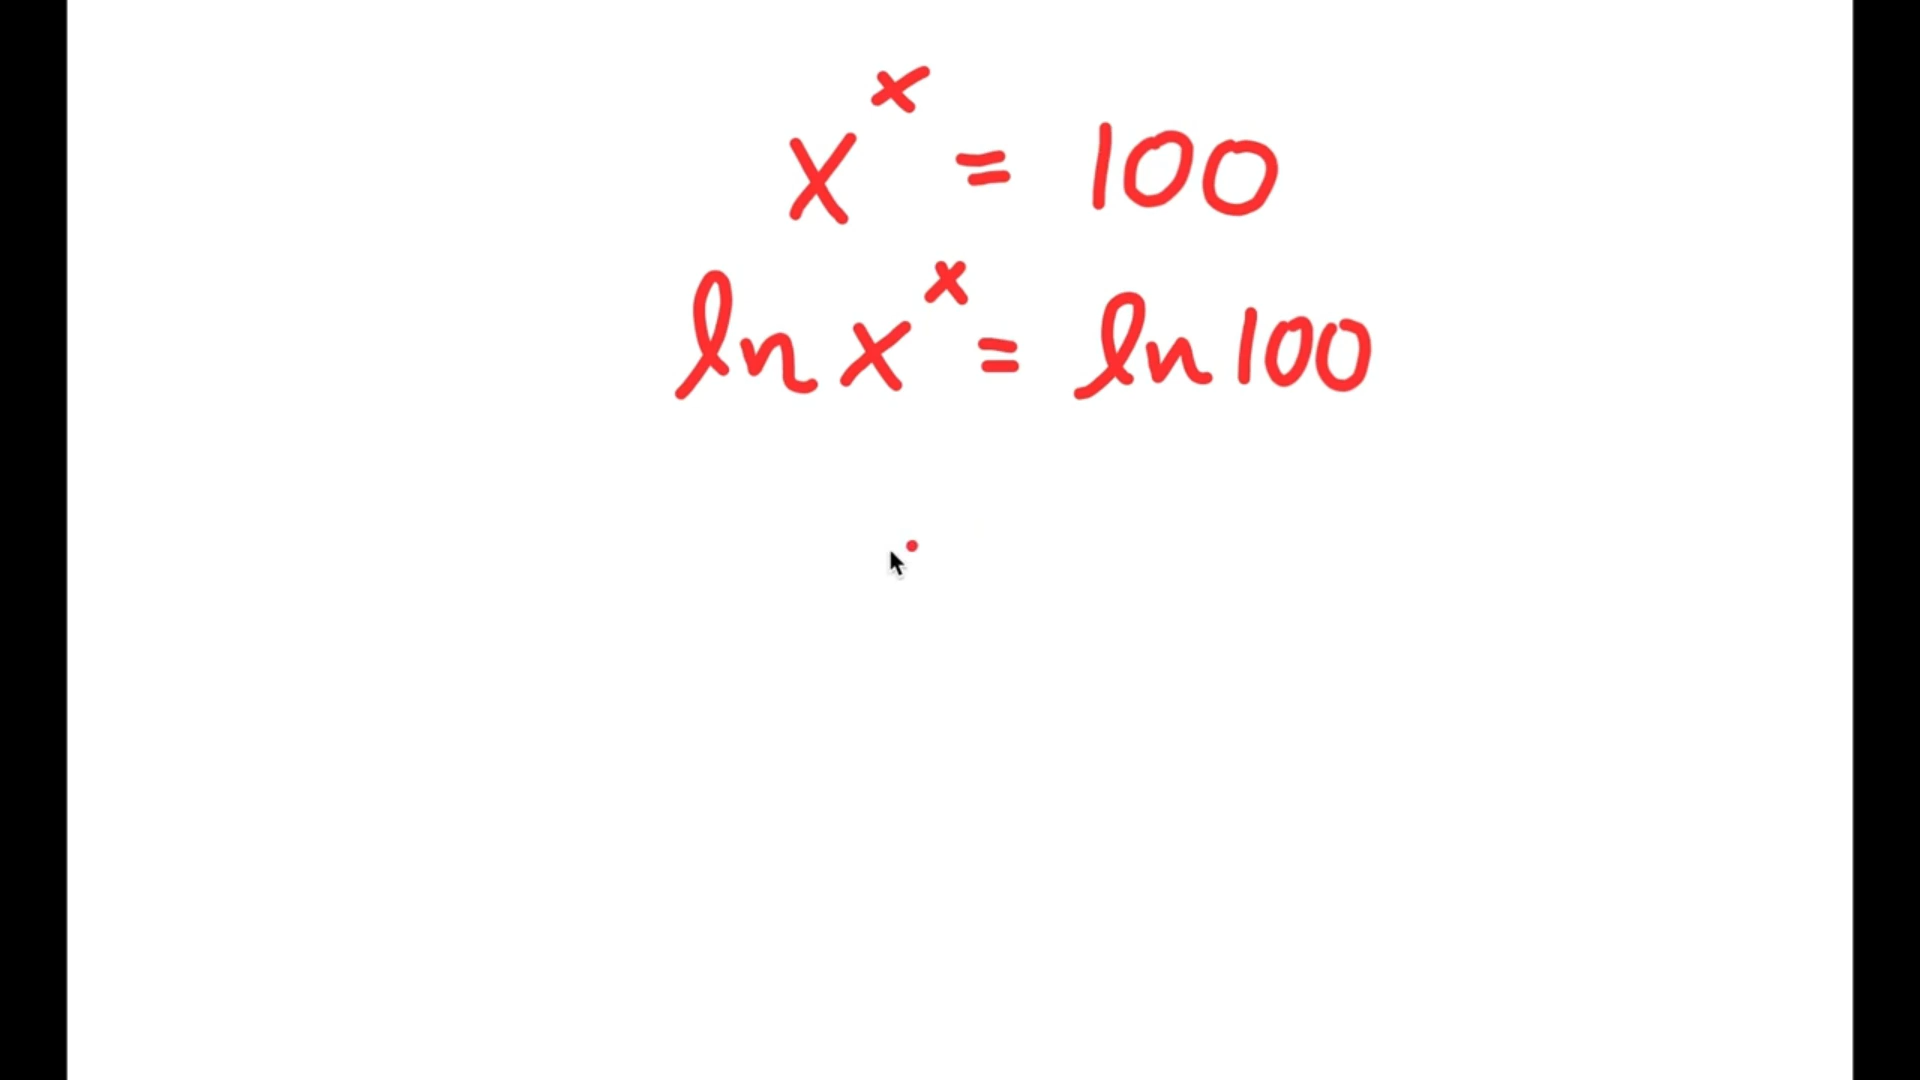 x^x = 100
ln x^x = ln 100